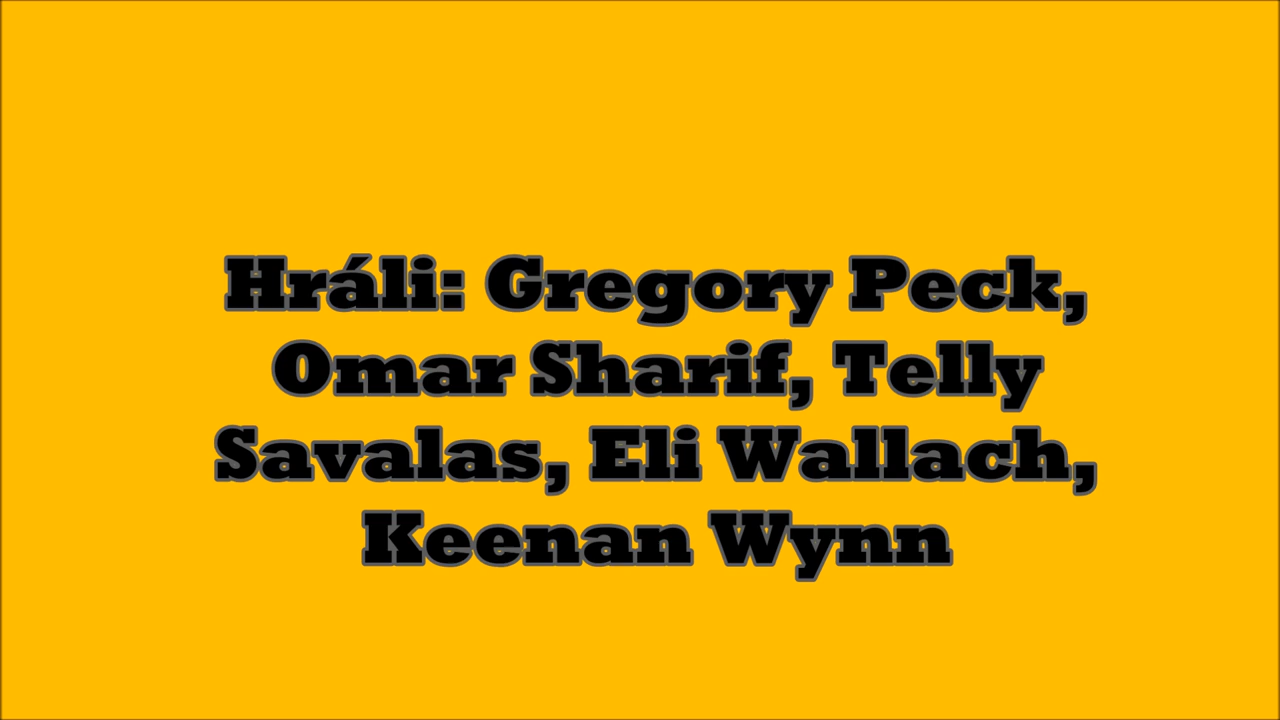 Hráli: Gregory Peck,
Omar Sharif, Telly
Savalas, Eli Wallach,
Keenan Wynn